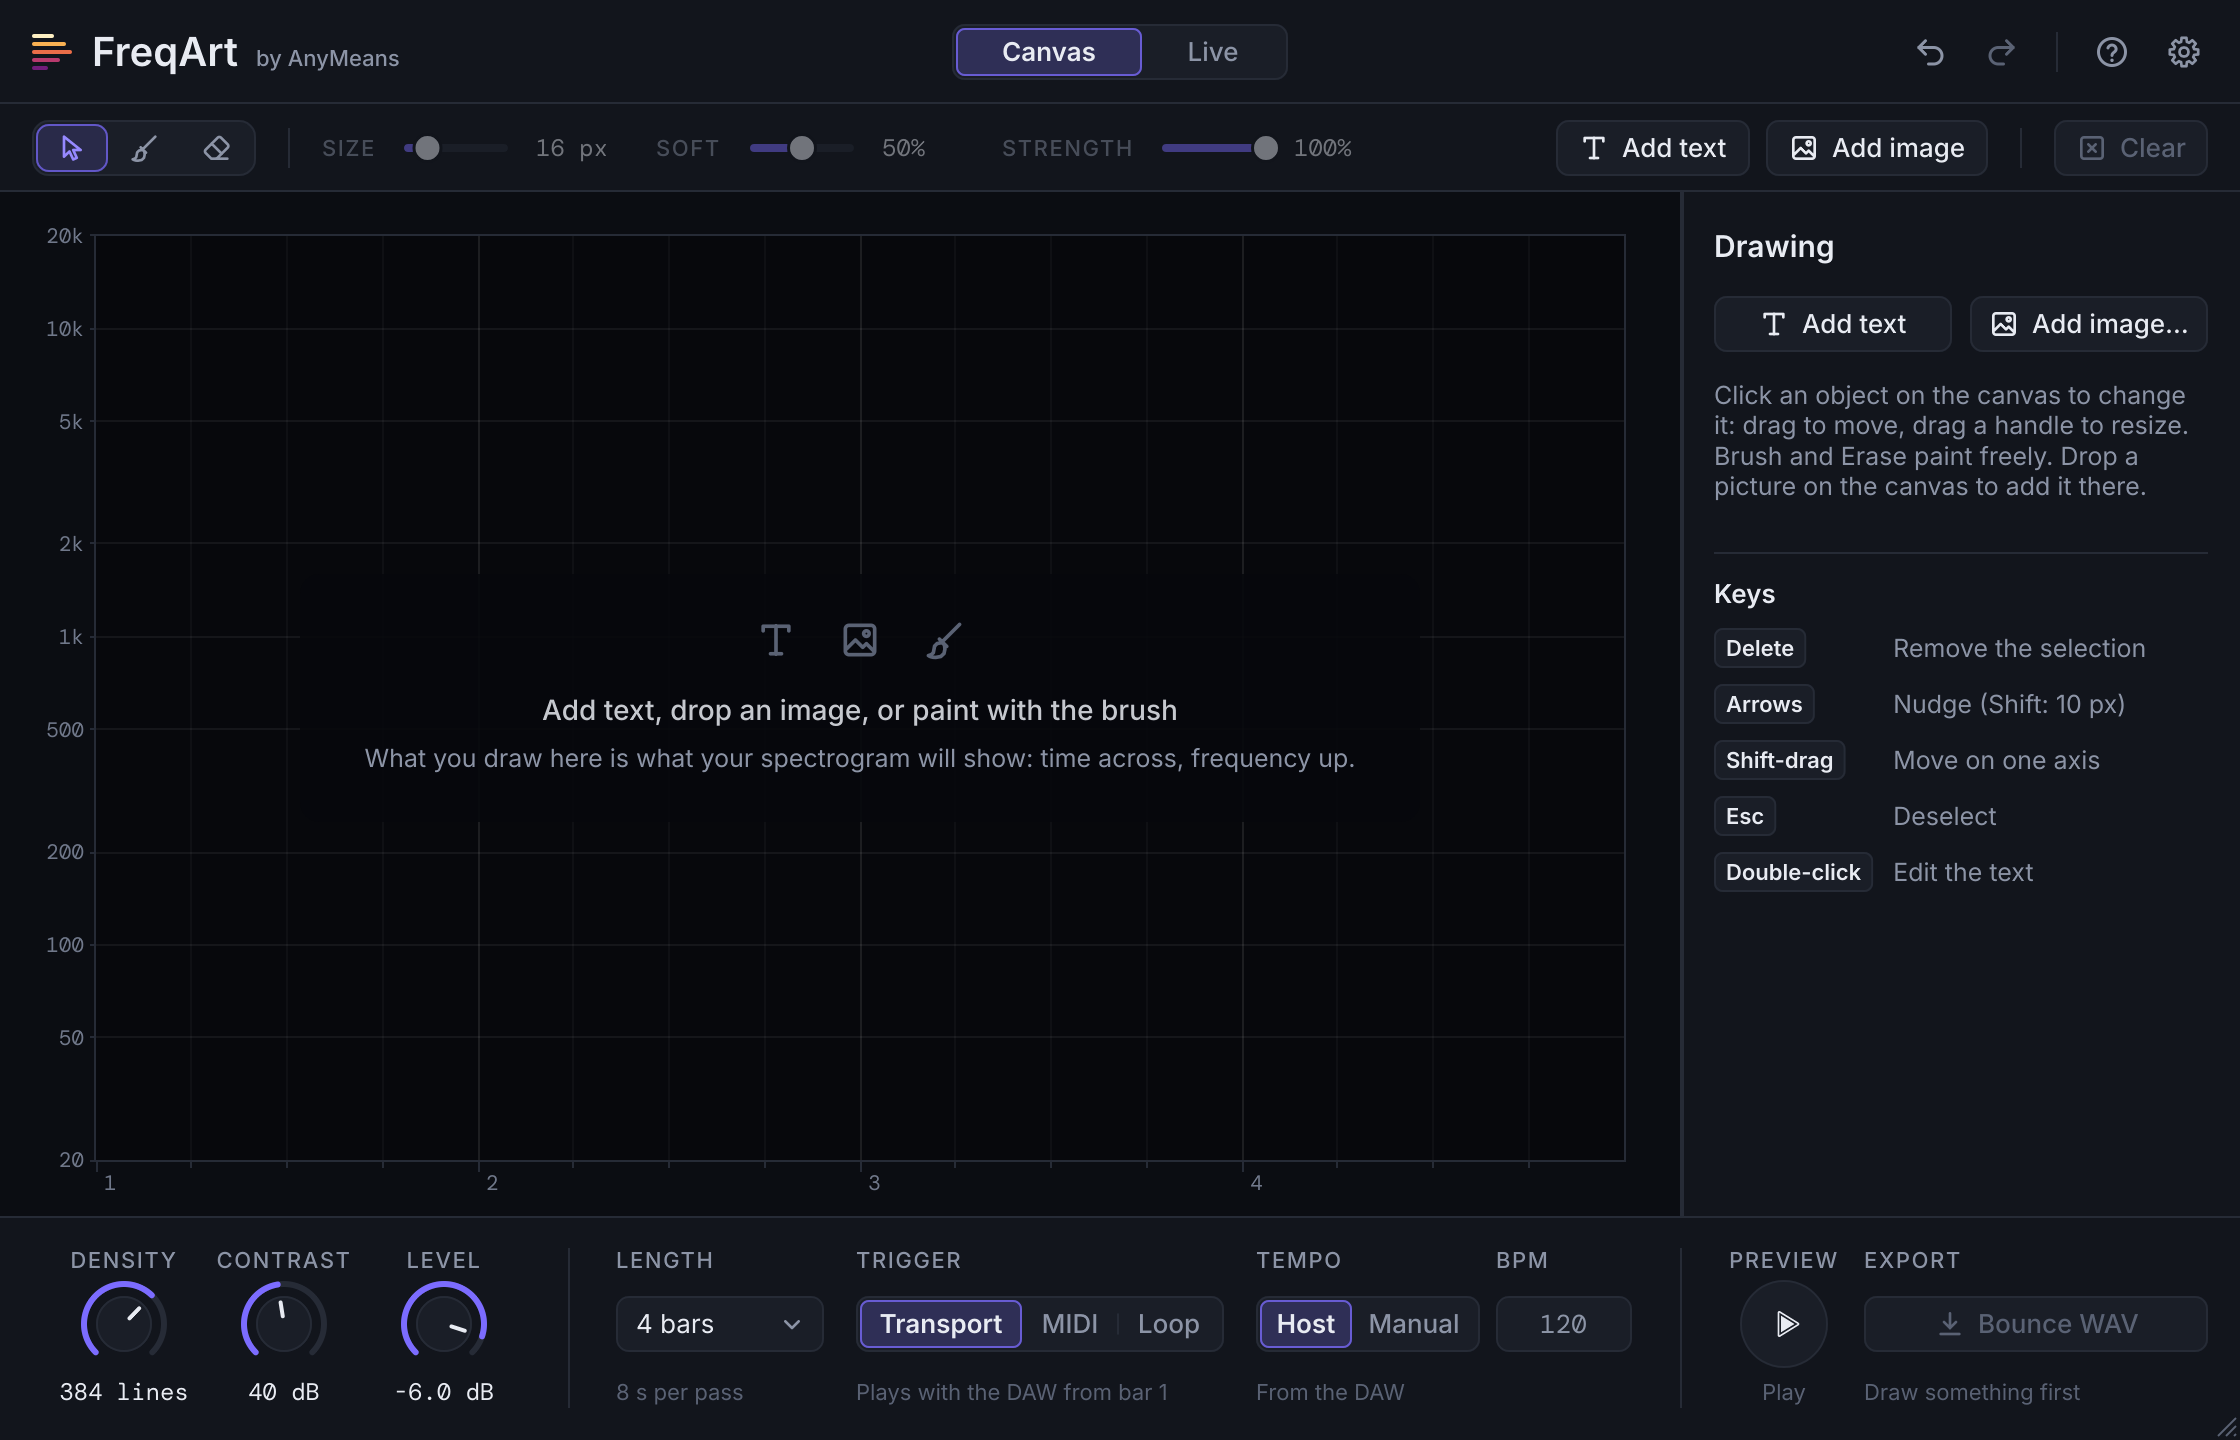 FreqArt by AnyMeans
Canvas Live
SIZE 16 px SOFT 50% STRENGTH 100%
Add text Add image Clear
20k
10k
5k
2k
1k
500
200
100
50
20
1 2 3 4
Add text, drop an image, or paint with the brush
What you draw here is what your spectrogram will show: time across, frequency up.
Drawing
Add text Add image...
Click an object on the canvas to change
it: drag to move, drag a handle to resize.
Brush and Erase paint freely. Drop a
picture on the canvas to add it there.
Keys
Delete Remove the selection
Arrows Nudge (Shift: 10 px)
Shift-drag Move on one axis
Esc Deselect
Double-click Edit the text
DENSITY CONTRAST LEVEL LENGTH TRIGGER TEMPO BPM PREVIEW EXPORT
4 bars Transport MIDI Loop Host Manual 120 Bounce WAV
384 lines 40 dB -6.0 dB 8 s per pass Plays with the DAW from bar 1 From the DAW Play Draw something first